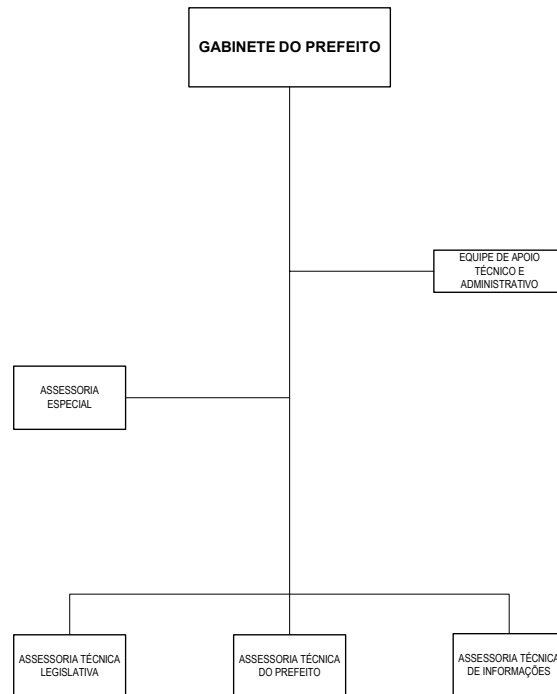 GABINETE DO PREFEITO
EQUIPE DE APOIO
TÉCNICO E
ADMINISTRATIVO
ASSESSORIA
ESPECIAL
ASSESSORIA TÉCNICA
LEGISLATIVA
ASSESSORIA TÉCNICA
DO PREFEITO
ASSESSORIA TÉCNICA
DE INFORMAÇÕES